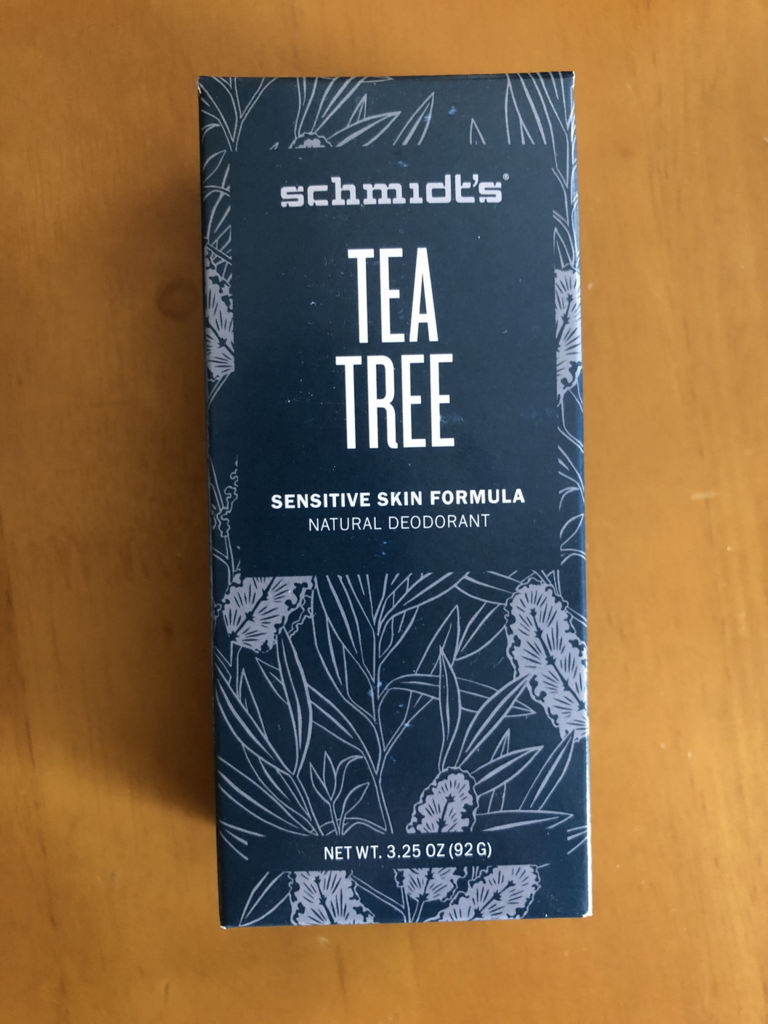 schmidt's®
TEA
TREE
SENSITIVE SKIN FORMULA
NATURAL DEODORANT
NET WT. 3.25 OZ (92 G)